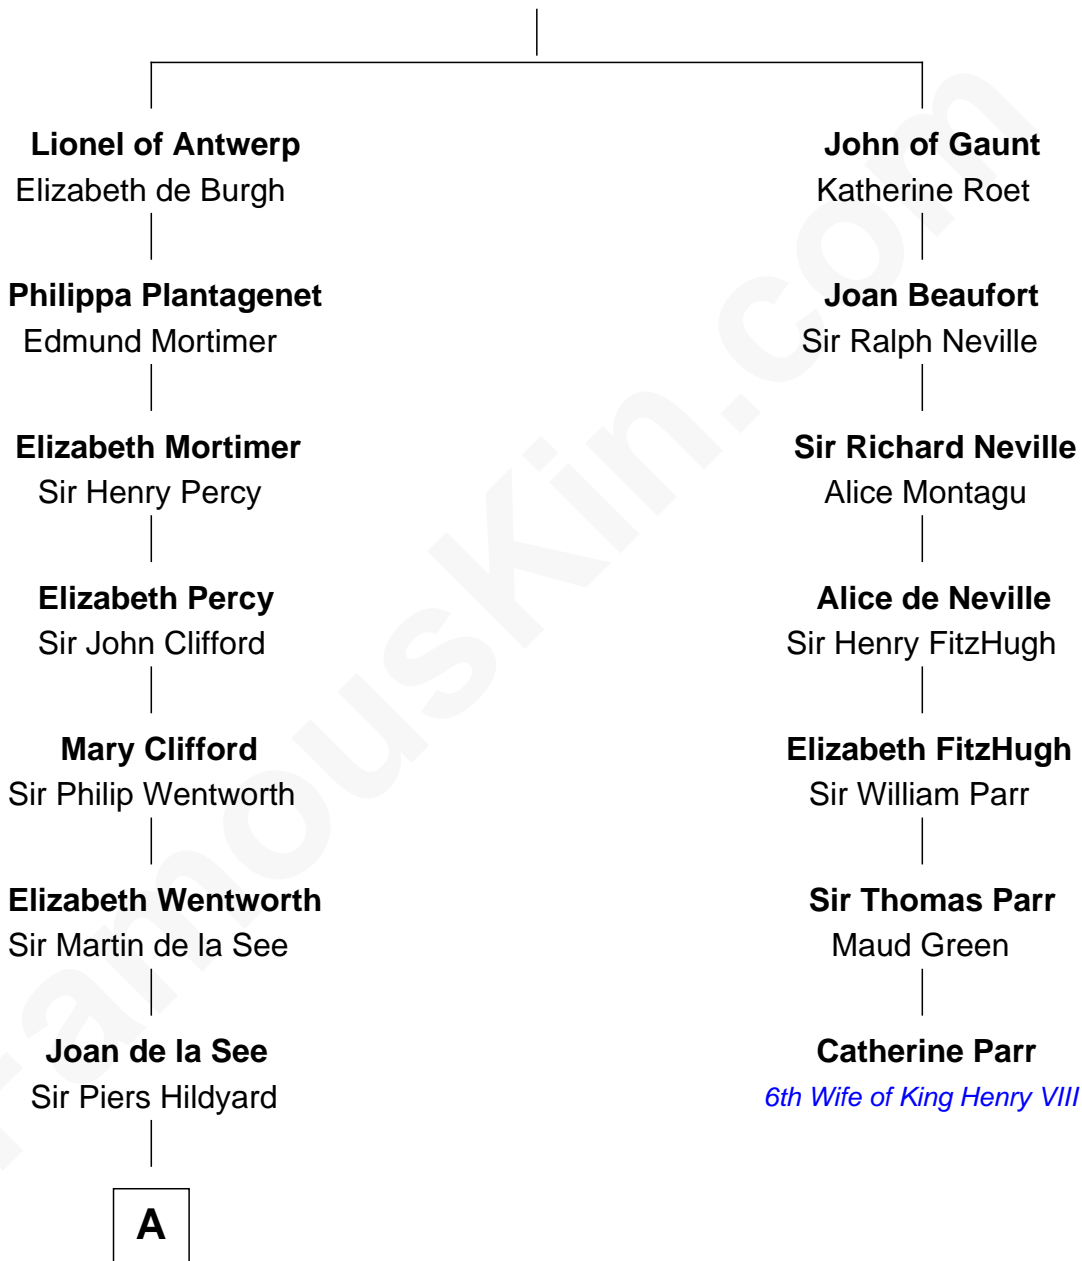 Lionel of Antwerp
Elizabeth de Burgh
Philippa Plantagenet
Edmund Mortimer
Elizabeth Mortimer
Sir Henry Percy
Elizabeth Percy
Sir John Clifford
Mary Clifford
Sir Philip Wentworth
Elizabeth Wentworth
Sir Martin de la See
Joan de la See
Sir Piers Hildyard
A
John of Gaunt
Katherine Roet
Joan Beaufort
Sir Ralph Neville
Sir Richard Neville
Alice Montagu
Alice de Neville
Sir Henry FitzHugh
Elizabeth FitzHugh
Sir William Parr
Sir Thomas Parr
Maud Green
Catherine Parr
6th Wife of King Henry VIII
FamousKin.com